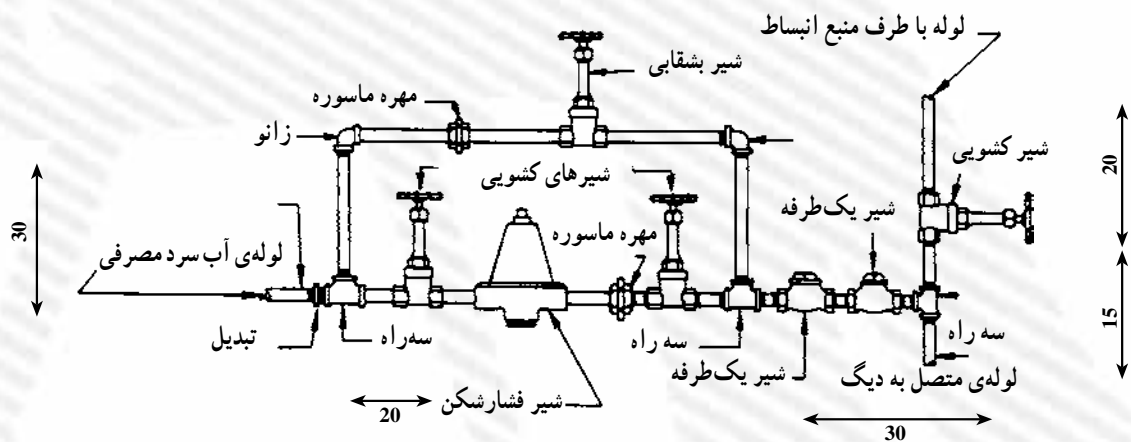 لوله با طرف منبع انبساط
شیر بشقابی
مهره ماسوره
زانو
شیر کشویی
20
شیرهای کشویی
شیر یک‌طرفه
30
مهره ماسوره
لوله‌ی آب سرد مصرفی
تبدیل
سه‌راه
سه راه
سه راه
15
شیر یک‌طرفه
لوله‌ی متصل به دیگ
شیر فشارشکن
20
30